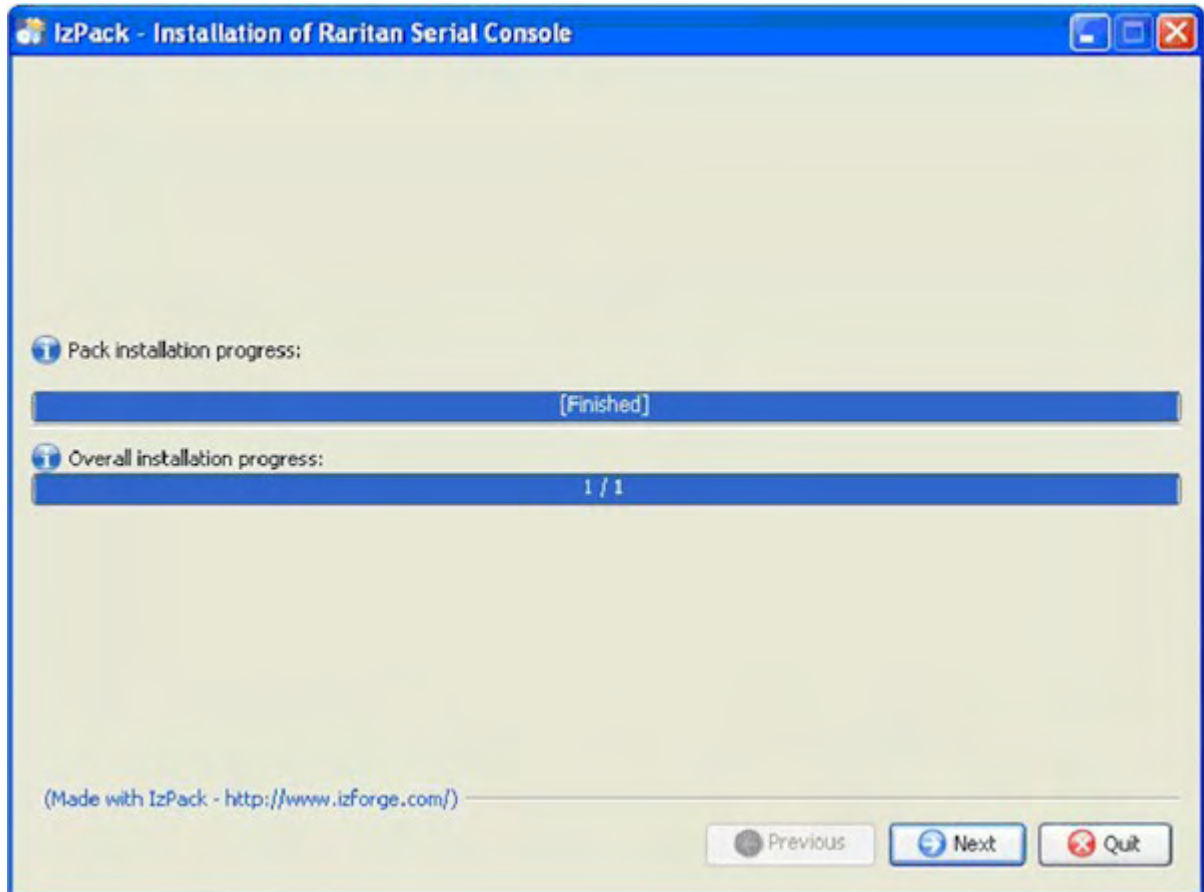 IzPack - Installation of Raritan Serial Console
Pack installation progress:
[Finished]
Overall installation progress:
1 / 1
(Made with IzPack - http://www.izforge.com/)
Previous
Next
Quit